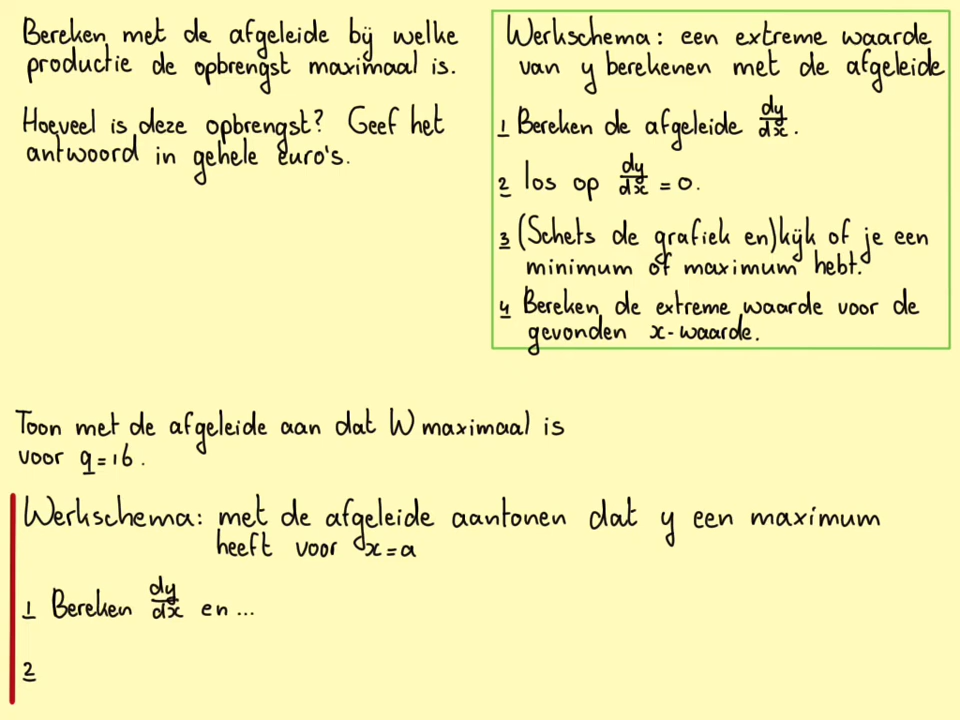 Bereken met de afgeleide bij welke
productie de opbrengst maximaal is.
Hoeveel is deze opbrengst? Geef het
antwoord in gehele euro's.
Werkschema: een extreme waarde
van y berekenen met de afgeleide
1 Bereken de afgeleide dy/dx.
2 los op dy/dx = 0.
3 (Schets de grafiek en) kijk of je een
minimum of maximum hebt.
4 Bereken de extreme waarde voor de
gevonden x-waarde.
Toon met de afgeleide aan dat W maximaal is
voor q = 16.
Werkschema: met de afgeleide aantonen dat y een maximum
heeft voor x = a
1 Bereken dy/dx en ...
2